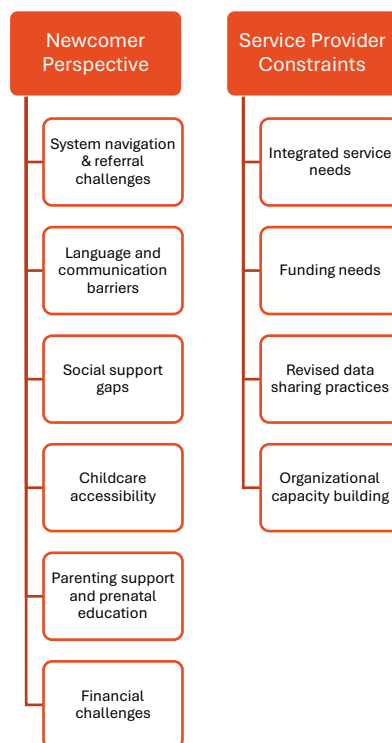 Newcomer
Perspective
System navigation
& referral
challenges
Language and
communication
barriers
Social support
gaps
Childcare
accessibility
Parenting support
and prenatal
education
Financial
challenges
Service Provider
Constraints
Integrated service
needs
Funding needs
Revised data
sharing practices
Organizational
capacity building